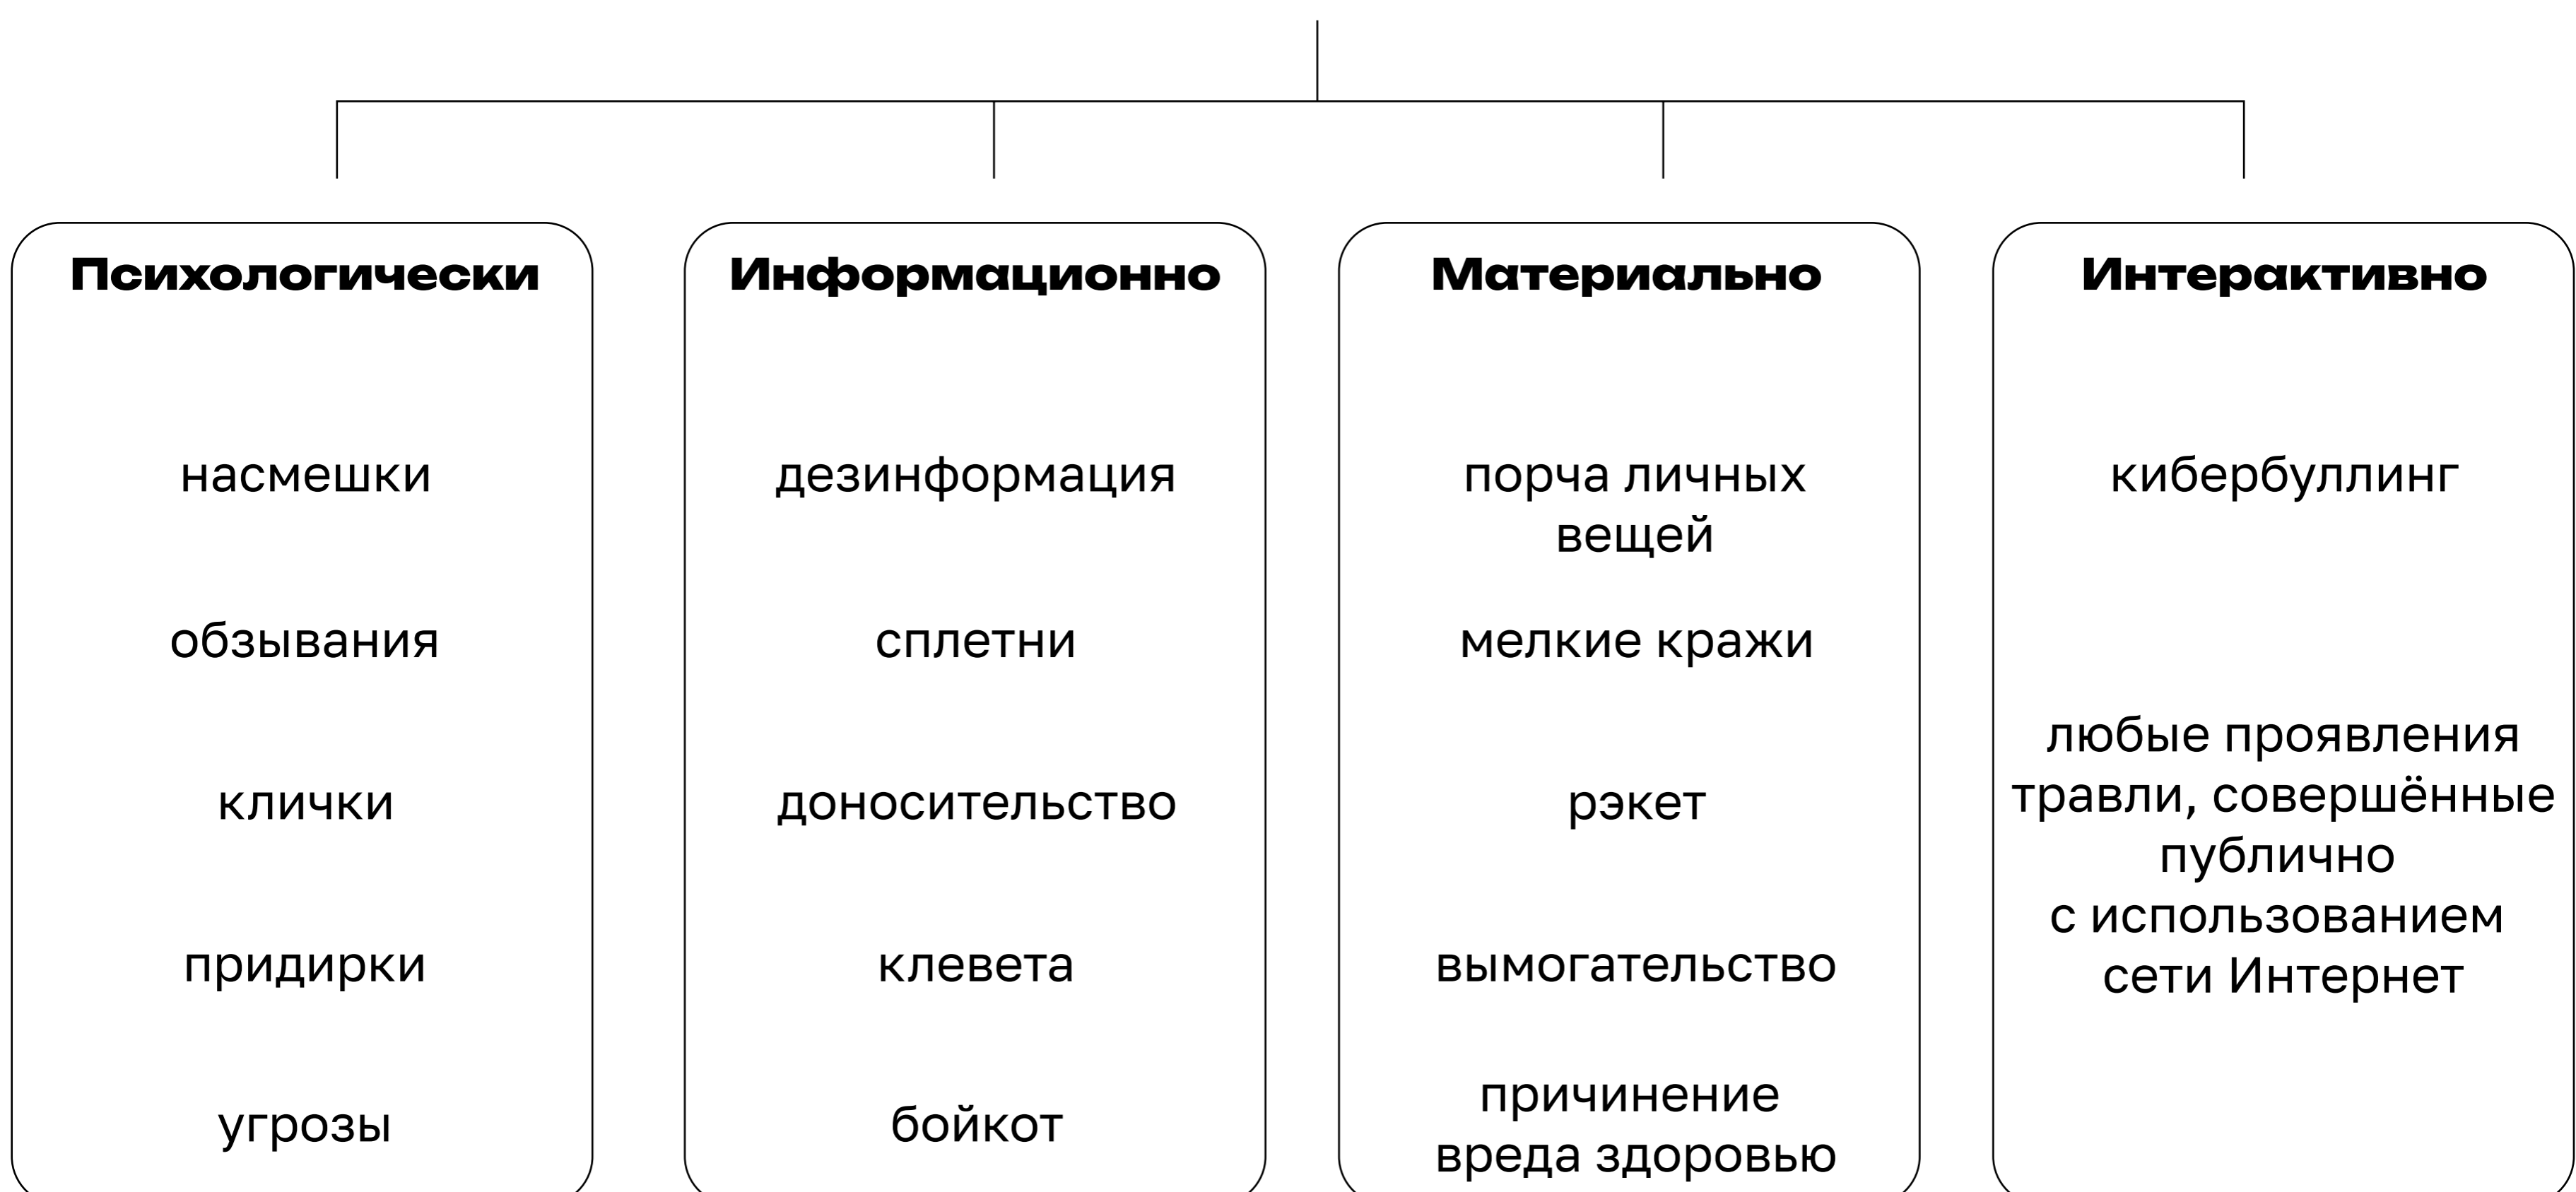 Психологически
насмешки
обзывания
клички
придирки
угрозы
Информационно
дезинформация
сплетни
доносительство
клевета
бойкот
Материально
порча личных
вещей
мелкие кражи
рэкет
вымогательство
причинение
вреда здоровью
Интерактивно
кибербуллинг
любые проявления
травли, совершённые
публично
с использованием
сети Интернет